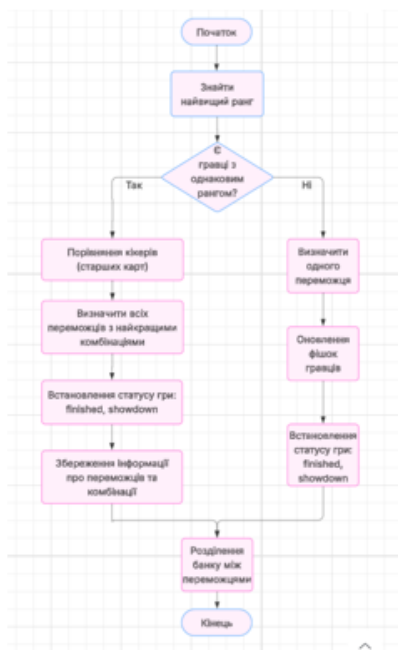 Початок
Знайти
найвищий ранг
Є
гравці з
однаковим
рангом?
Так
Ні
Порівняння кікерів
(старших карт)
Визначити всіх
переможців з найкращими
комбінаціями
Встановлення статусу гри:
finished, showdown
Збереження інформації
про переможців та
комбінації
Визначити
одного
переможця
Оновлення
фішок
гравців
Встановлення
статусу гри:
finished,
showdown
Розділення
банку між
переможцями
Кінець